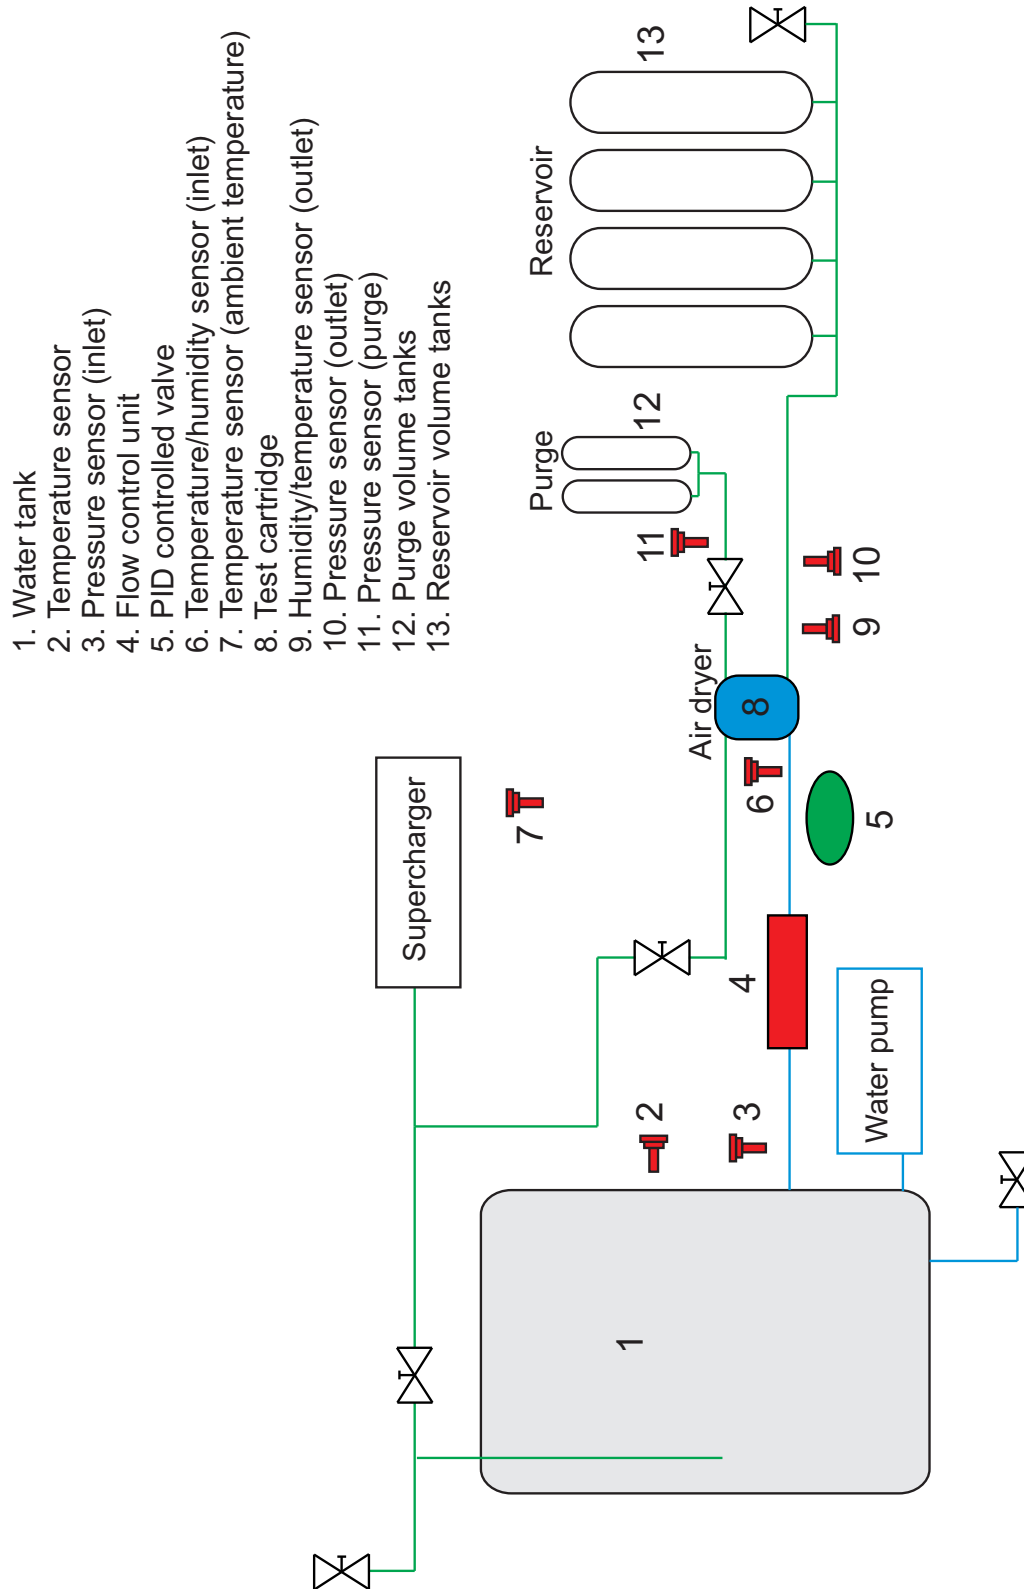 1. Water tank
2. Temperature sensor
3. Pressure sensor (inlet)
4. Flow control unit
5. PID controlled valve
6. Temperature/humidity sensor (inlet)
7. Temperature sensor (ambient temperature)
8. Test cartridge
9. Humidity/temperature sensor (outlet)
10. Pressure sensor (outlet)
11. Pressure sensor (purge)
12. Purge volume tanks
13. Reservoir volume tanks
Supercharger
7
Reservoir
13
Purge
12
11
Air dryer
8
6
5
9
10
4
2
3
Water pump
1